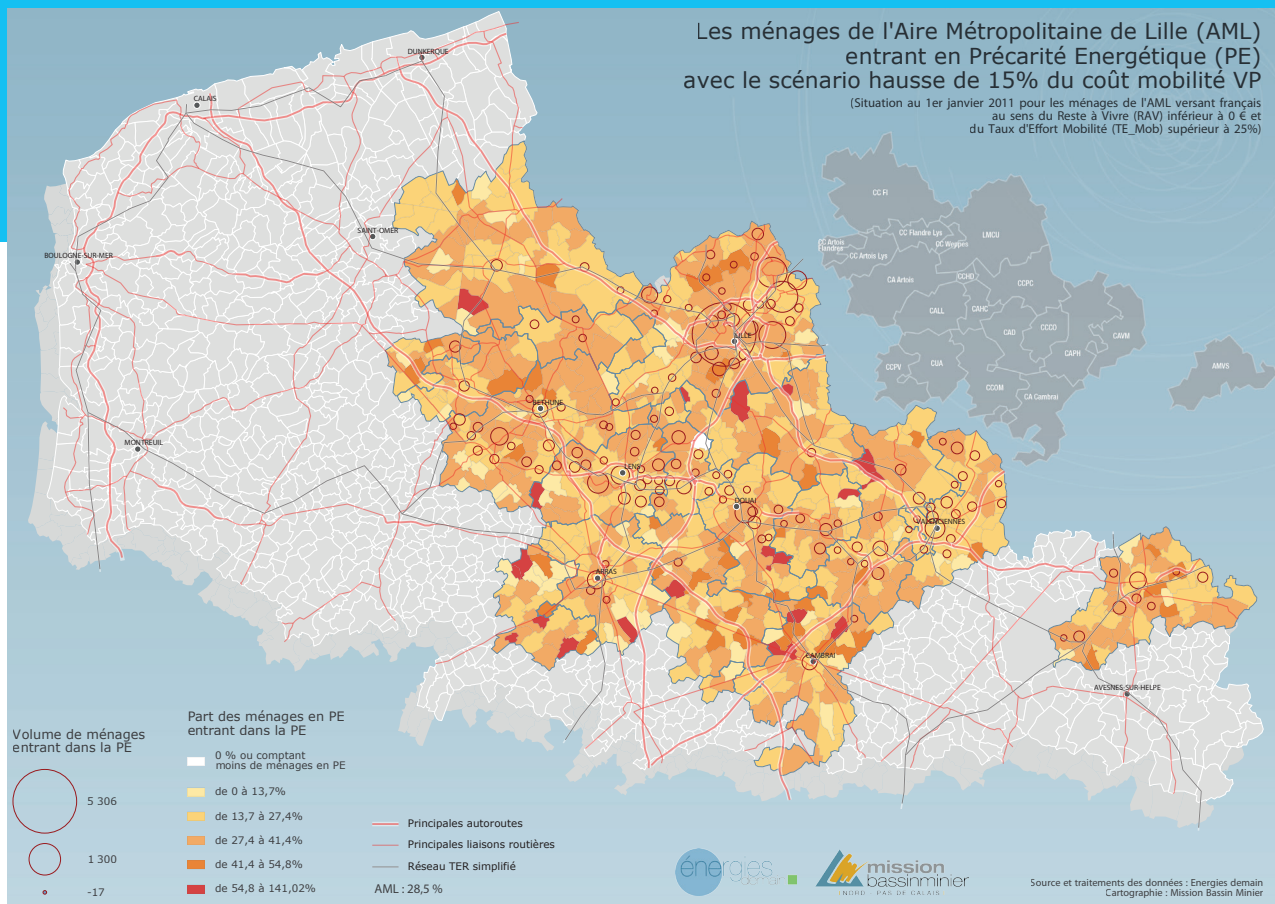 Les ménages de l'Aire Métropolitaine de Lille (AML)
entrant en Précarité Energétique (PE)
avec le scénario hausse de 15% du coût mobilité VP
(Situation au 1er janvier 2011 pour les ménages de l'AML versant français
au sens du Reste à Vivre (RAV) inférieur à 0 € et
du Taux d'Effort Mobilité (TE_Mob) supérieur à 25%)
DUNKERQUE
CALAIS
SAINT-OMER
BOULOGNE-SUR-MER
LILLE
BETHUNE
MONTREUIL
LENS
DOUAI
VALENCIENNES
ARRAS
CAMBRAI
AVESNES-SUR-HELPE
CC Fl
CC Flandre Lys
LMCU
CC Weppes
CC Artois
Flandres
CC Artois Lys
CA Artois
CCHD
CCPC
CALL
CAHC
CAD
CCCO
CAVM
CAPH
CCPV
CUA
CCOM
CA Cambrai
AMVS
Volume de ménages
entrant dans la PE
5 306
1 300
-17
Part des ménages en PE
entrant dans la PE
0 % ou comptant
moins de ménages en PE
de 0 à 13,7%
de 13,7 à 27,4%
de 27,4 à 41,4%
de 41,4 à 54,8%
de 54,8 à 141,02%
Principales autoroutes
Principales liaisons routières
Réseau TER simplifié
AML : 28,5 %
énergies
demain
mission
bassinminier
NORD - PAS DE CALAIS
Source et traitements des données : Energies demain
Cartographie : Mission Bassin Minier